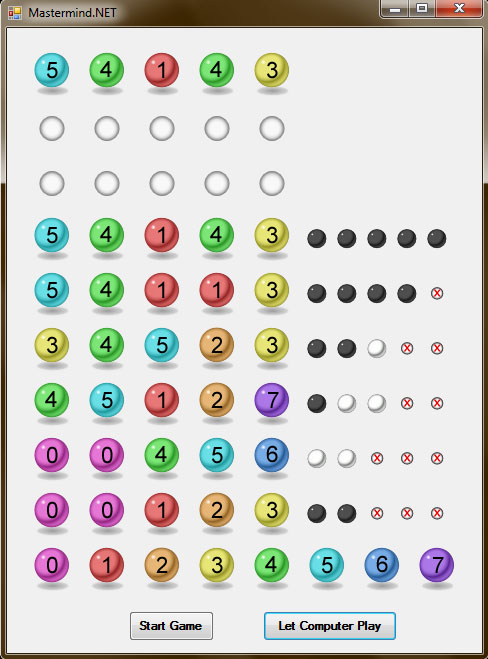 Mastermind.NET
5 4 1 4 3
5 4 1 4 3
5 4 1 1 3 X
3 4 5 2 3 X X
4 5 1 2 7 X X
0 0 4 5 6 X X X
0 0 1 2 3 X X X
0 1 2 3 4 5 6 7
Start Game Let Computer Play